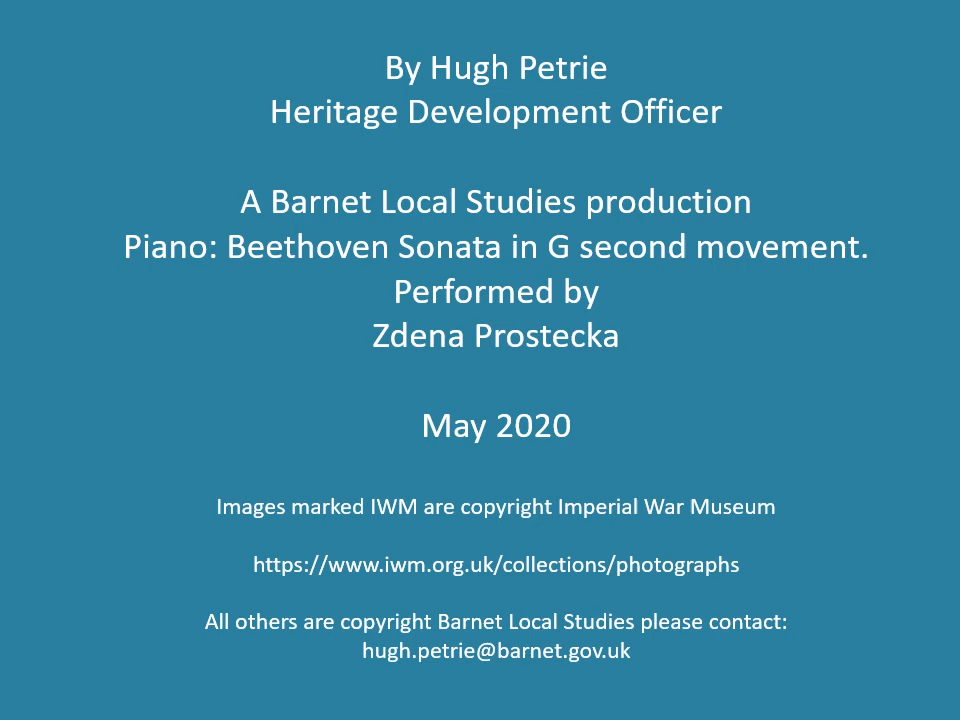 By Hugh Petrie
Heritage Development Officer
A Barnet Local Studies production
Piano: Beethoven Sonata in G second movement.
Performed by
Zdena Prostecka
May 2020
Images marked IWM are copyright Imperial War Museum
https://www.iwm.org.uk/collections/photographs
All others are copyright Barnet Local Studies please contact:
hugh.petrie@barnet.gov.uk